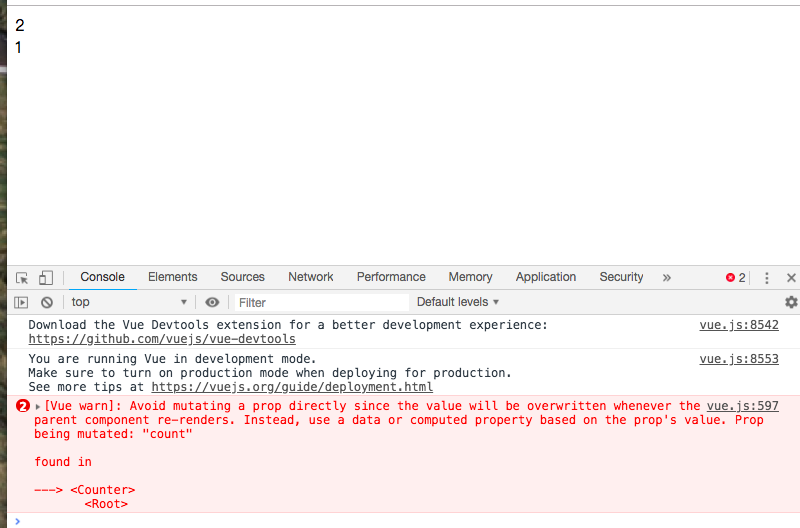 2
1
Console Elements Sources Network Performance Memory Application Security » 2
top Filter Default levels
Download the Vue Devtools extension for a better development experience: vue.js:8542
https://github.com/vuejs/vue-devtools
You are running Vue in development mode. vue.js:8553
Make sure to turn on production mode when deploying for production.
See more tips at https://vuejs.org/guide/deployment.html
2 [Vue warn]: Avoid mutating a prop directly since the value will be overwritten whenever the vue.js:597
parent component re-renders. Instead, use a data or computed property based on the prop's value. Prop
being mutated: "count"
found in
---> <Counter>
<Root>